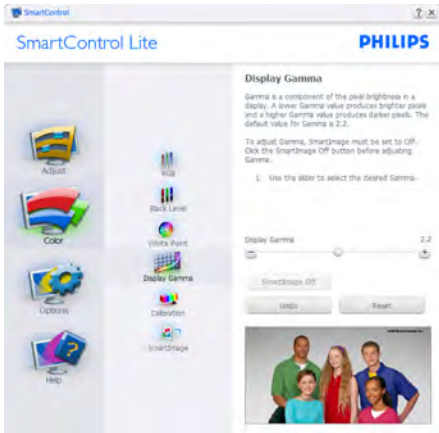 SmartControl
SmartControl Lite
PHILIPS
Adjust
Color
Options
Help
RGB
Black Level
White Point
Display Gamma
Calibration
SmartImage
Display Gamma
Gamma is a component of the pixel brightness in a
display. A lower Gamma value produces brighter pixels
and a higher Gamma value produces darker pixels. The
default value for Gamma is 2.2.
To adjust Gamma, SmartImage must be set to Off.
Click the SmartImage Off button before adjusting
Gamma.
1. Use the slider to select the desired Gamma.
Display Gamma 2.2
SmartImage Off
Undo Reset